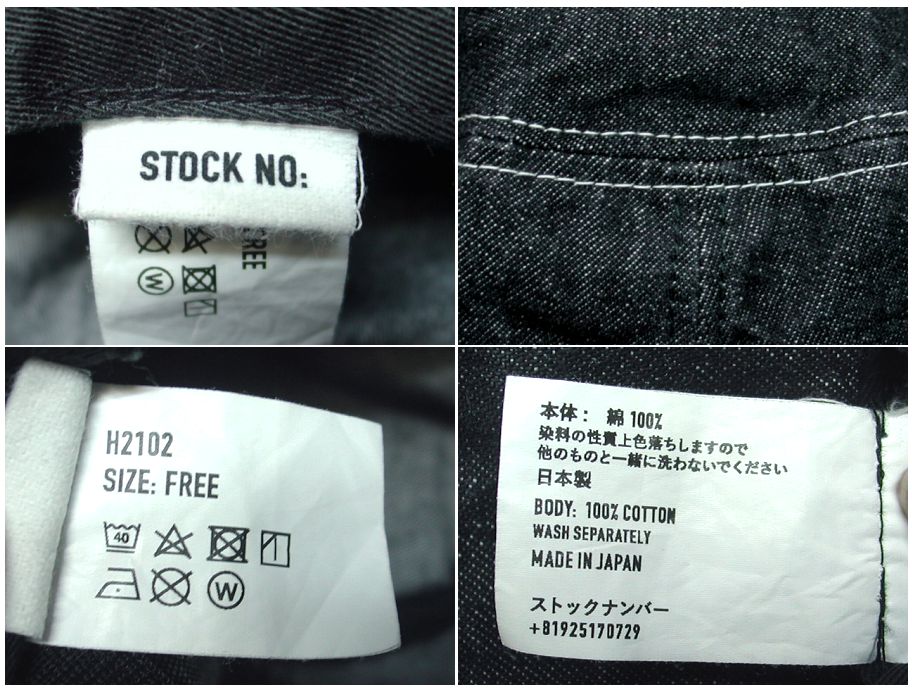 STOCK NO:
FREE
W
H2102
SIZE: FREE
40
W
本体: 綿 100%
染料の性質上色落ちしますので
他のものと一緒に洗わないでください
日本製
BODY: 100% COTTON
WASH SEPARATELY
MADE IN JAPAN
ストックナンバー
+81925170729